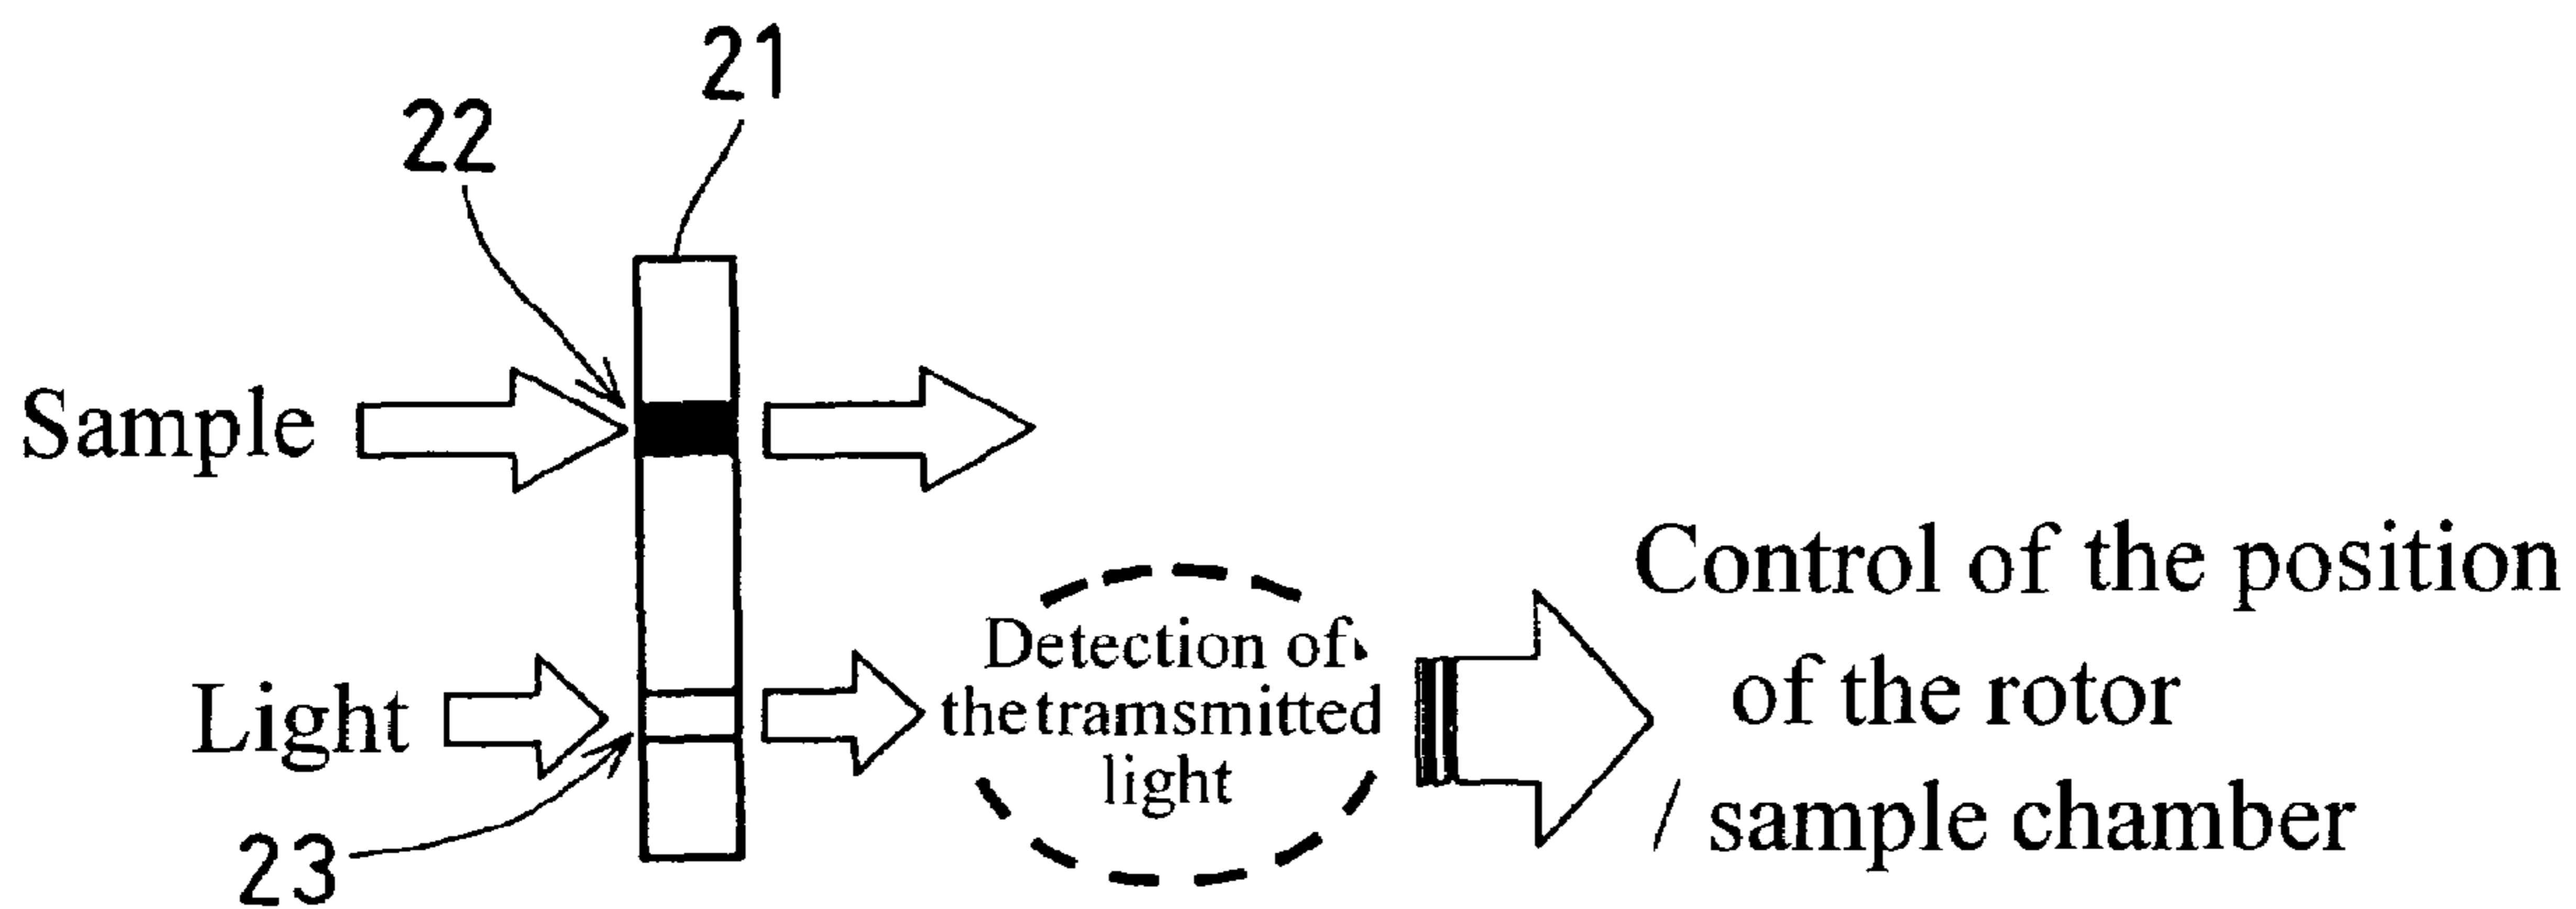 21
22
Sample
Light
23
Detection of
the tramsmitted
light
Control of the position
of the rotor
/ sample chamber